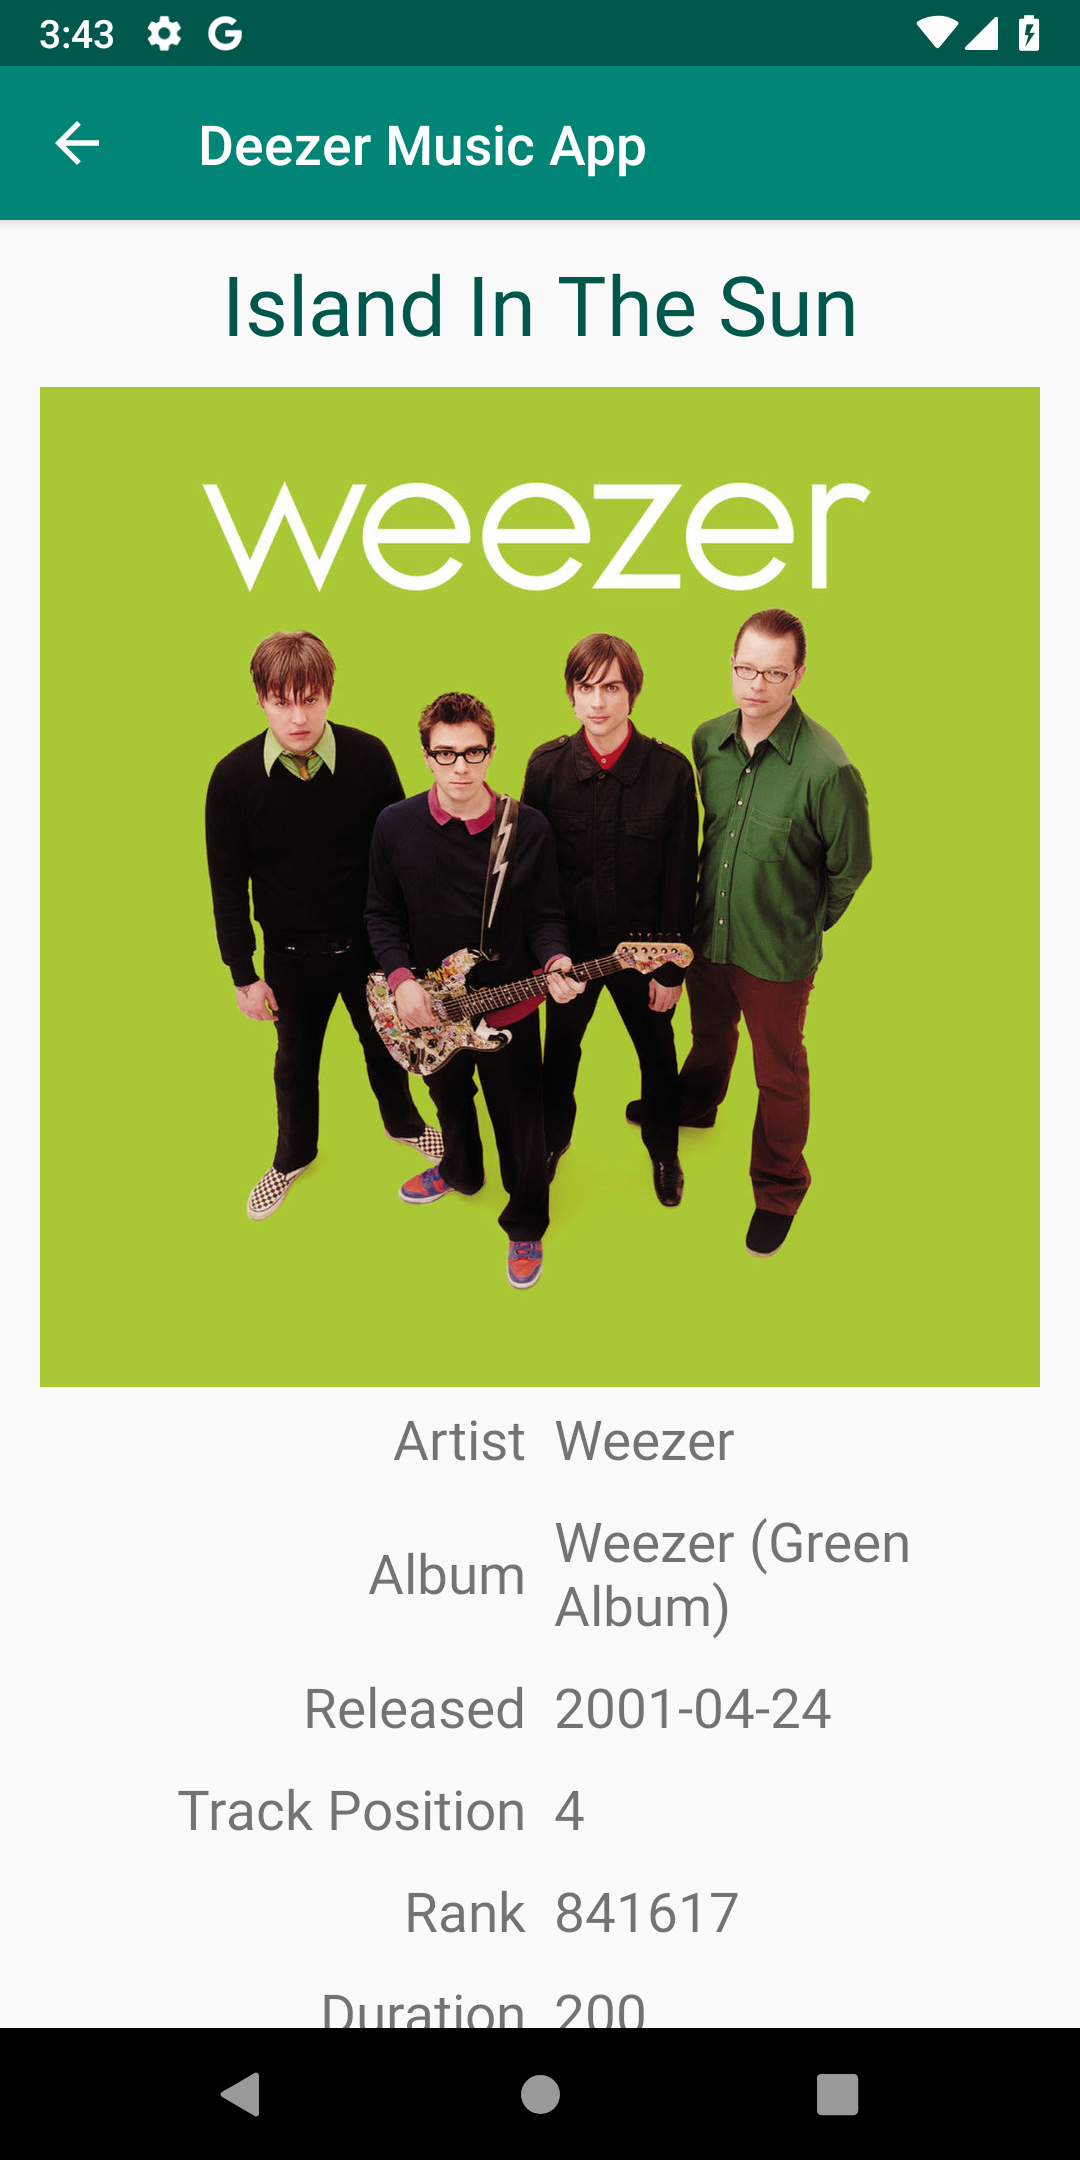 3:43
Deezer Music App
Island In The Sun
weezer
Artist Weezer
Album Weezer (Green
Album)
Released 2001-04-24
Track Position 4
Rank 841617
Duration 200